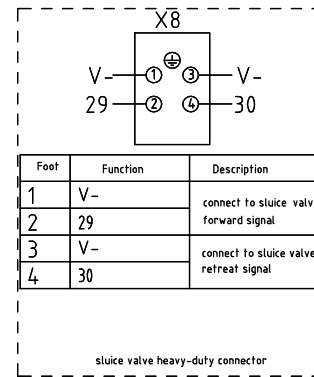 X8
V- 1 3 V-
29 2 4 30
Foot Function Description
1 V- connect to sluice valv
2 29 forward signal
3 V- connect to sluice valve
4 30 retreat signal
sluice valve heavy-duty connector